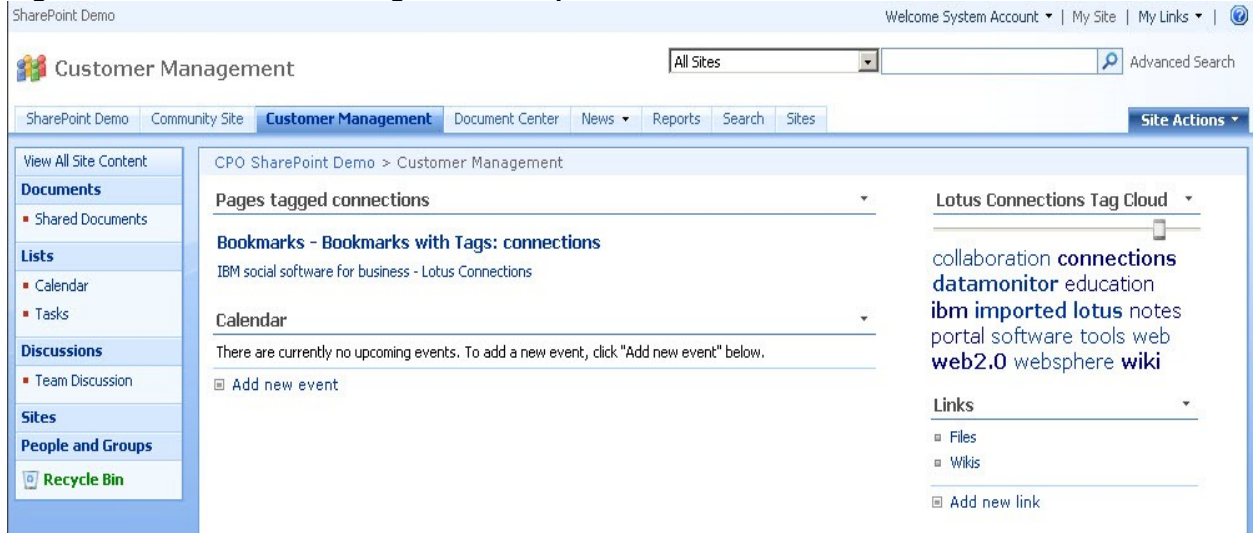 SharePoint Demo
Welcome System Account | My Site | My Links |
Customer Management
All Sites
Advanced Search
SharePoint Demo Community Site Customer Management Document Center News Reports Search Sites
Site Actions
View All Site Content
Documents
Shared Documents
Lists
Calendar
Tasks
Discussions
Team Discussion
Sites
People and Groups
Recycle Bin
CPO SharePoint Demo > Customer Management
Pages tagged connections
Bookmarks - Bookmarks with Tags: connections
IBM social software for business - Lotus Connections
Calendar
There are currently no upcoming events. To add a new event, click "Add new event" below.
Add new event
Lotus Connections Tag Cloud
collaboration connections
datamonitor education
ibm imported lotus notes
portal software tools web
web2.0 websphere wiki
Links
Files
Wikis
Add new link